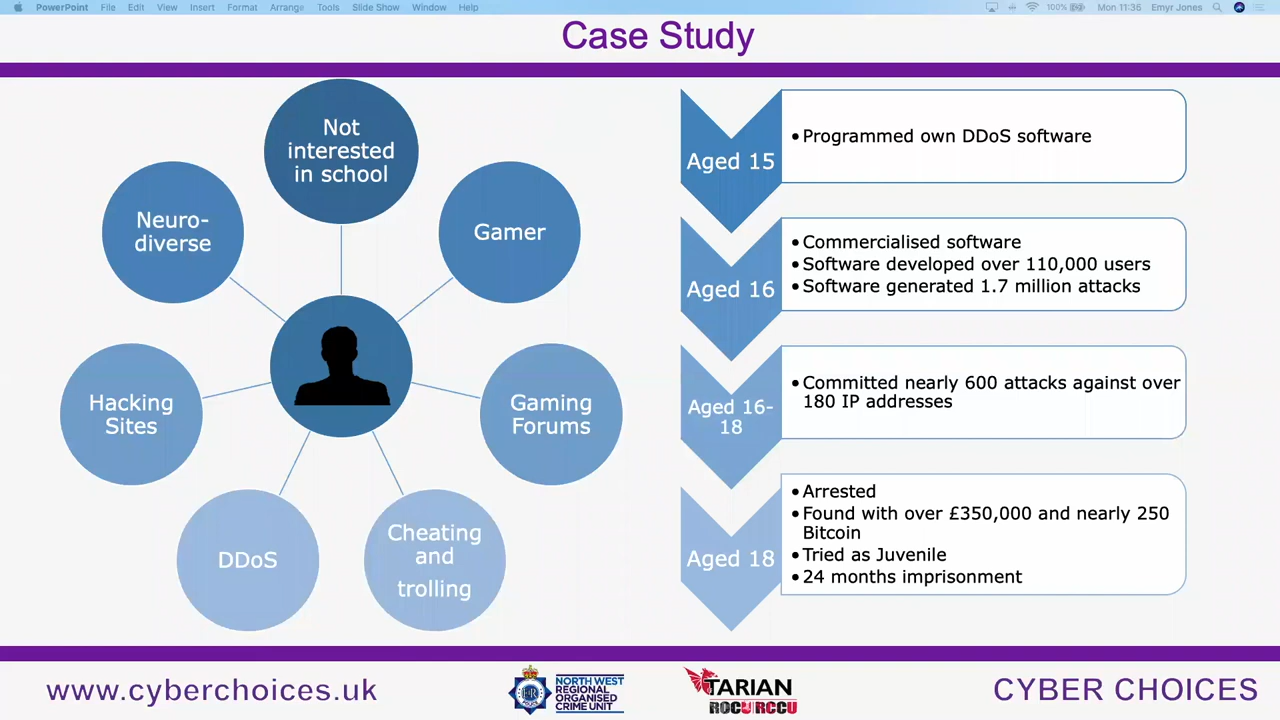 PowerPoint File Edit View Insert Format Arrange Tools Slide Show Window Help 100% Mon 11:36 Emyr Jones
Case Study
Not
interested
in school
Gamer
Gaming
Forums
Cheating
and
trolling
DDoS
Hacking
Sites
Neuro-
diverse
Aged 15
•Programmed own DDoS software
Aged 16
•Commercialised software
•Software developed over 110,000 users
•Software generated 1.7 million attacks
Aged 16-
18
•Committed nearly 600 attacks against over
180 IP addresses
Aged 18
•Arrested
•Found with over £350,000 and nearly 250
Bitcoin
•Tried as Juvenile
•24 months imprisonment
www.cyberchoices.uk
NORTH WEST
REGIONAL
ORGANISED
CRIME UNIT
TARIAN
ROCU RCCU
CYBER CHOICES